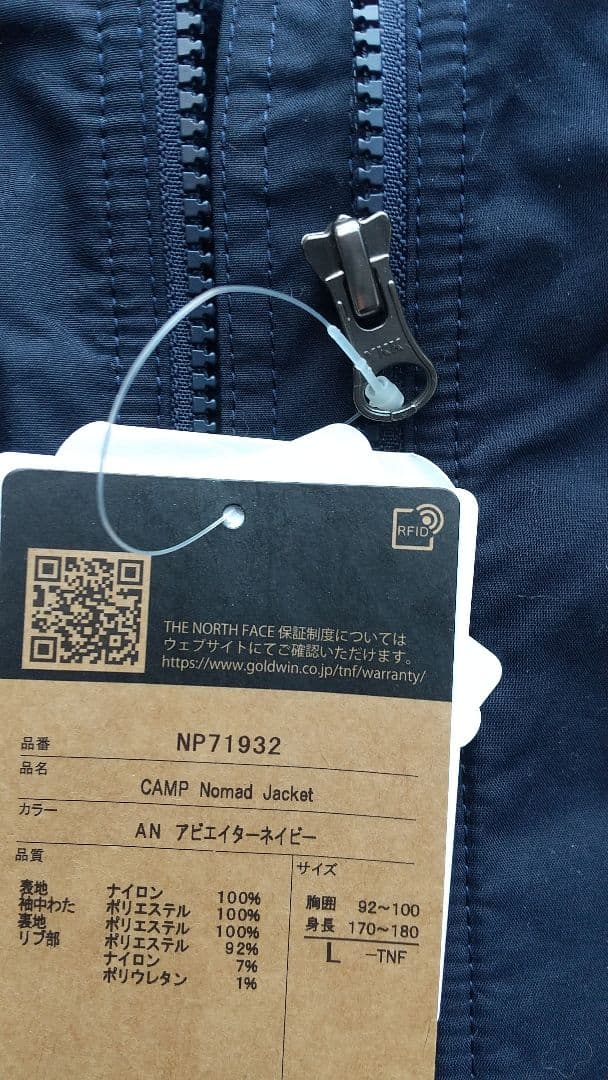 YKK
RFID
THE NORTH FACE 保証制度については
ウェブサイトにてご確認いただけます。
https://www.goldwin.co.jp/tnf/warranty/
品番 NP71932
品名
CAMP Nomad Jacket
カラー
AN アビエイターネイビー
品質
表地 ナイロン 100%
袖中わた ポリエステル 100%
裏地 ポリエステル 100%
リブ部 ポリエステル 92%
ナイロン 7%
ポリウレタン 1%
サイズ
胸囲 92～100
身長 170～180
L -TNF